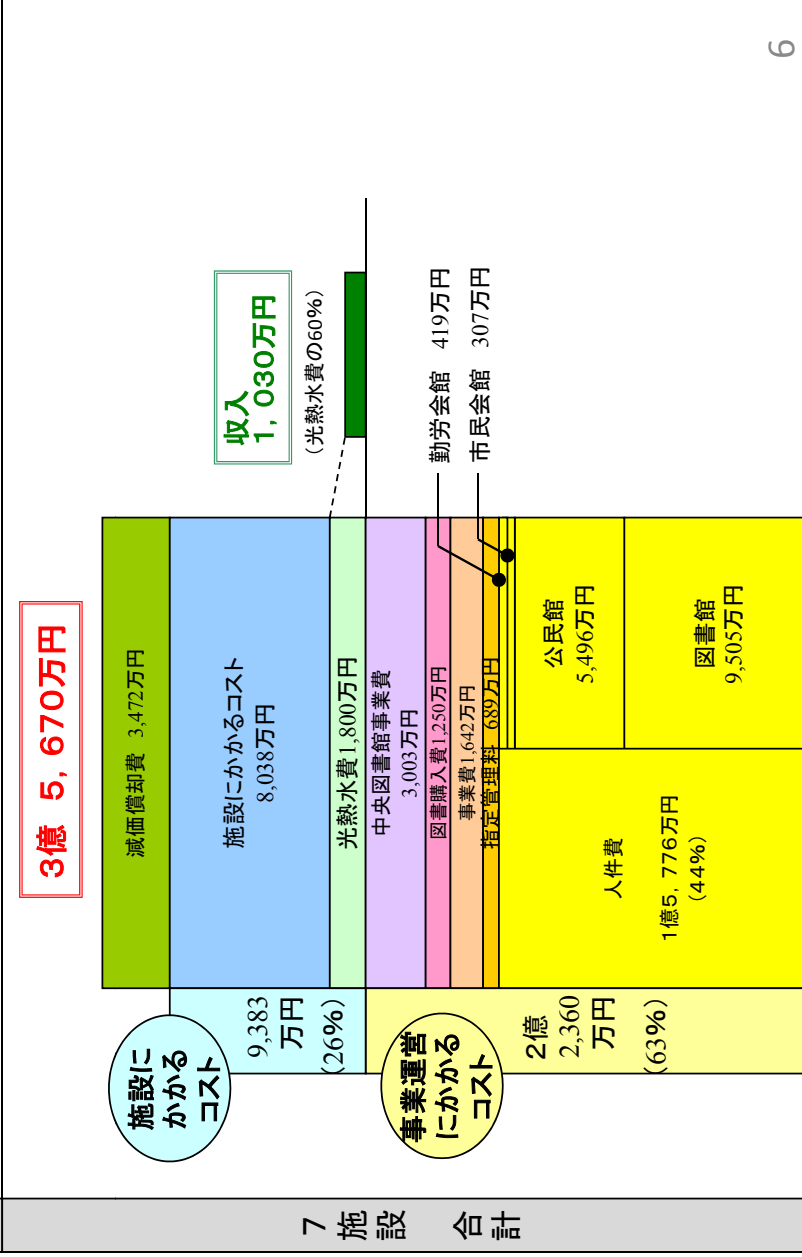 7施設 合計
3億 5,670万円
施設に
かかる
コスト
9,383
万円
(26%)
減価償却費 3,472万円
施設にかかるコスト
8,038万円
光熱水費1,800万円
収入
1,030万円
(光熱水費の60%)
事業運営
にかかる
コスト
2億
2,360
万円
(63%)
中央図書館事業費
3,003万円
図書購入費1,250万円
事業費1,642万円
指定管理料 689万円
人件費
1億5,776万円
(44%)
勤労会館 419万円
市民会館 307万円
公民館
5,496万円
図書館
9,505万円
6